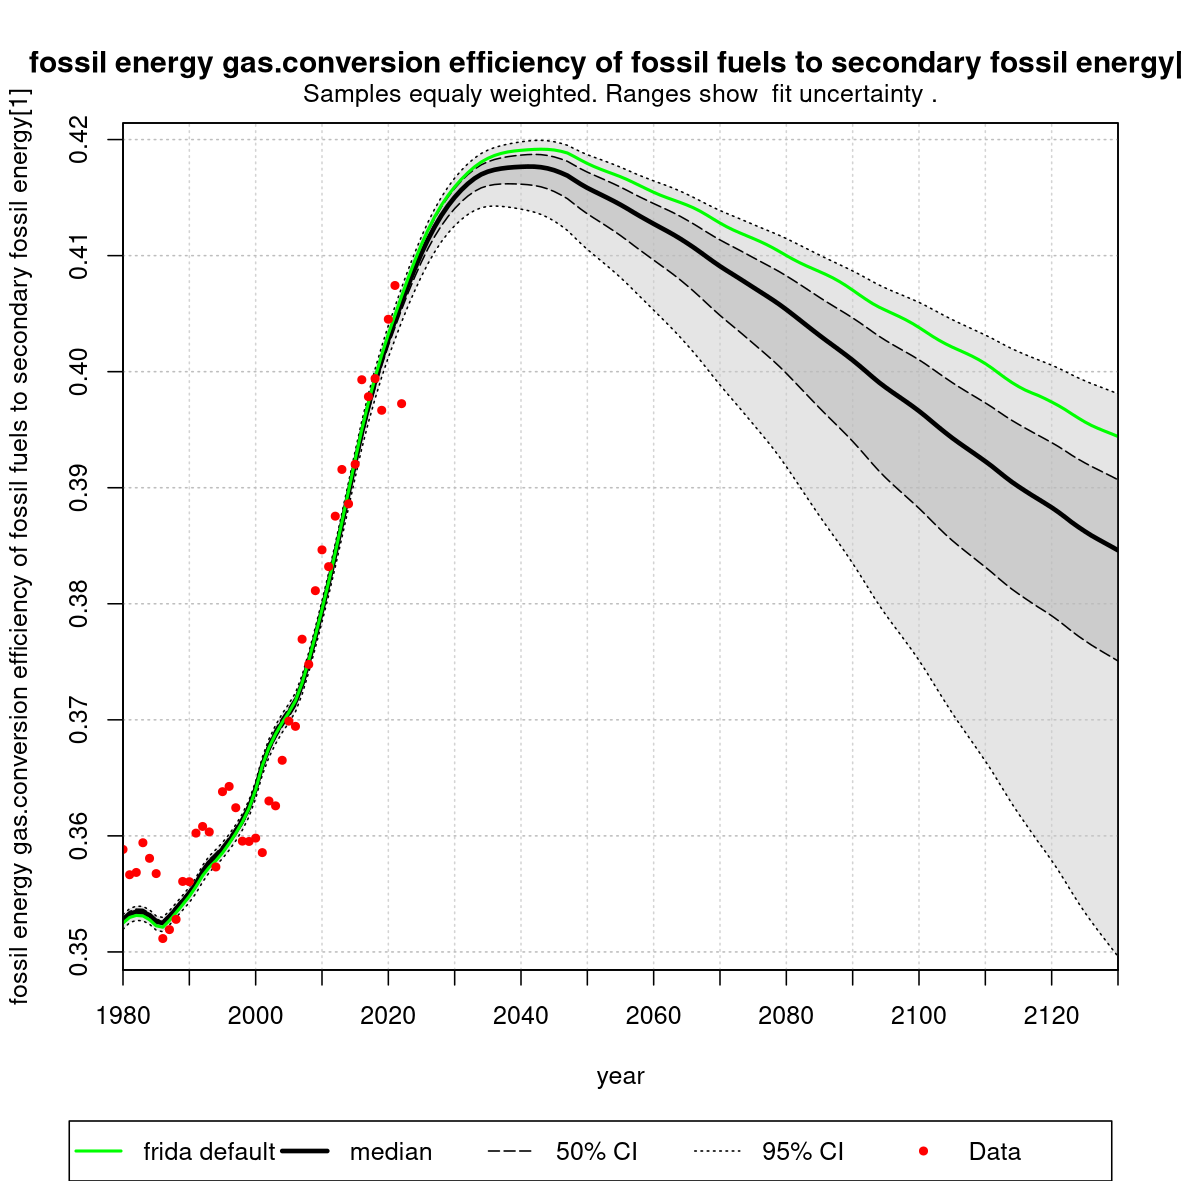 fossil energy gas.conversion efficiency of fossil fuels to secondary fossil energy[
Samples equaly weighted. Ranges show fit uncertainty .
fossil energy gas.conversion efficiency of fossil fuels to secondary fossil energy[1]
0.42
0.41
0.40
0.39
0.38
0.37
0.36
0.35
1980 2000 2020 2040 2060 2080 2100 2120
year
frida default median 50% CI 95% CI Data